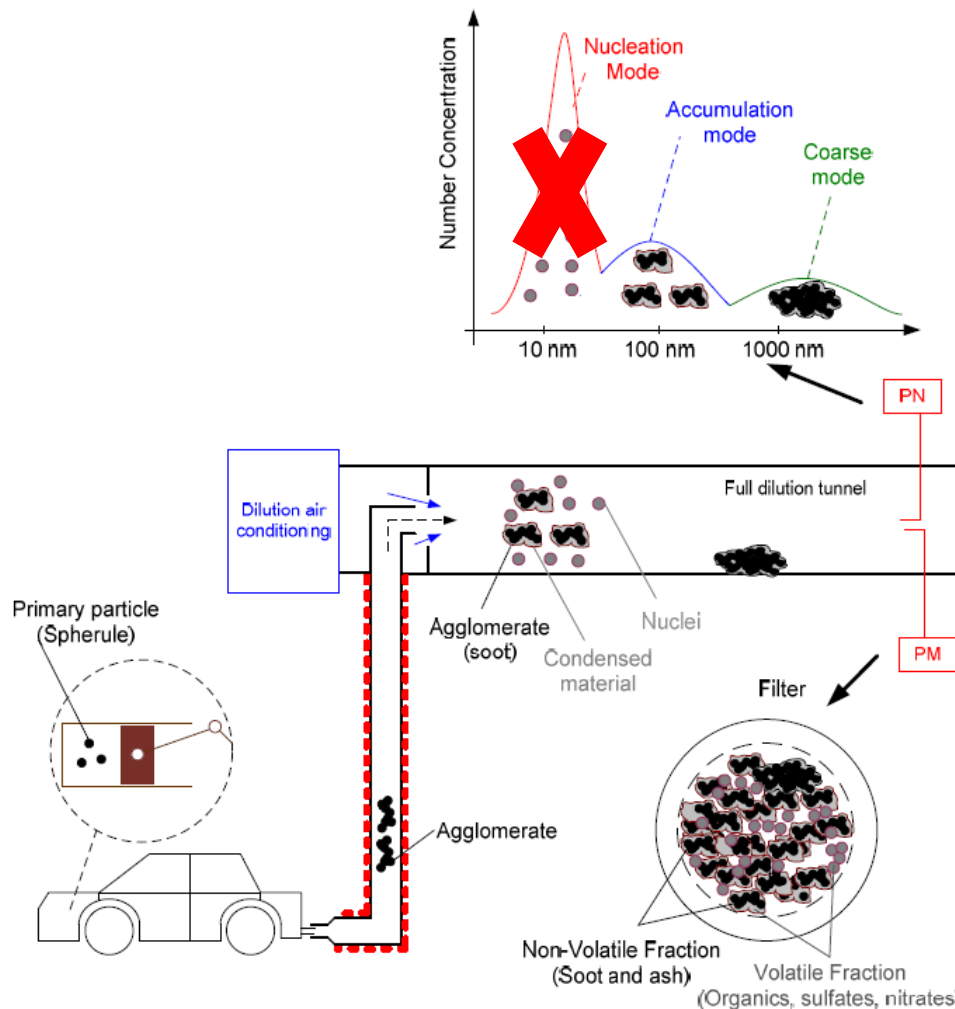 Number Concentration
Nucleation
Mode
Accumulation
mode
Coarse
mode
10 nm
100 nm
1000 nm
PN
Dilution air
conditioning
Full dilution tunnel
Primary particle
(Spherule)
Agglomerate
(soot)
Nuclei
Condensed
material
PM
Filter
Agglomerate
Non-Volatile Fraction
(Soot and ash)
Volatile Fraction
(Organics, sulfates, nitrates)